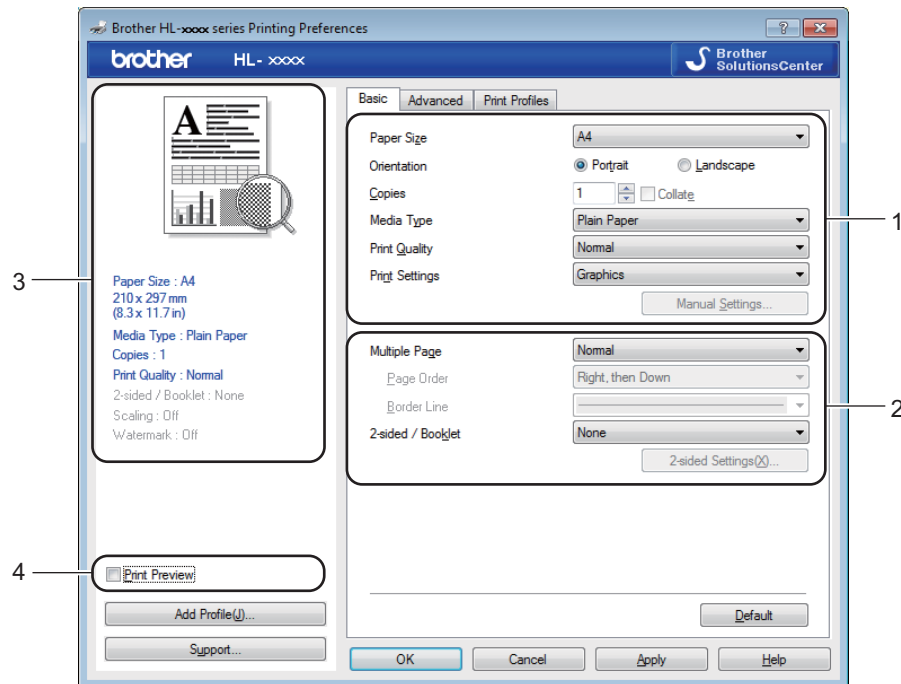 Brother HL-xxxx series Printing Preferences
brother HL- xxxx
Brother
SolutionsCenter
Basic Advanced Print Profiles
A
Paper Size A4
Orientation Portrait Landscape
Copies 1 Collate
Media Type Plain Paper
Print Quality Normal
Print Settings Graphics
Manual Settings...
1
Multiple Page Normal
Page Order Right, then Down
Border Line
2-sided / Booklet None
2-sided Settings(X)...
2
3
Paper Size : A4
210 x 297 mm
(8.3 x 11.7 in)
Media Type : Plain Paper
Copies : 1
Print Quality : Normal
2-sided / Booklet : None
Scaling : Off
Watermark : Off
4
Print Preview
Add Profile(J)...
Support...
Default
OK Cancel Apply Help